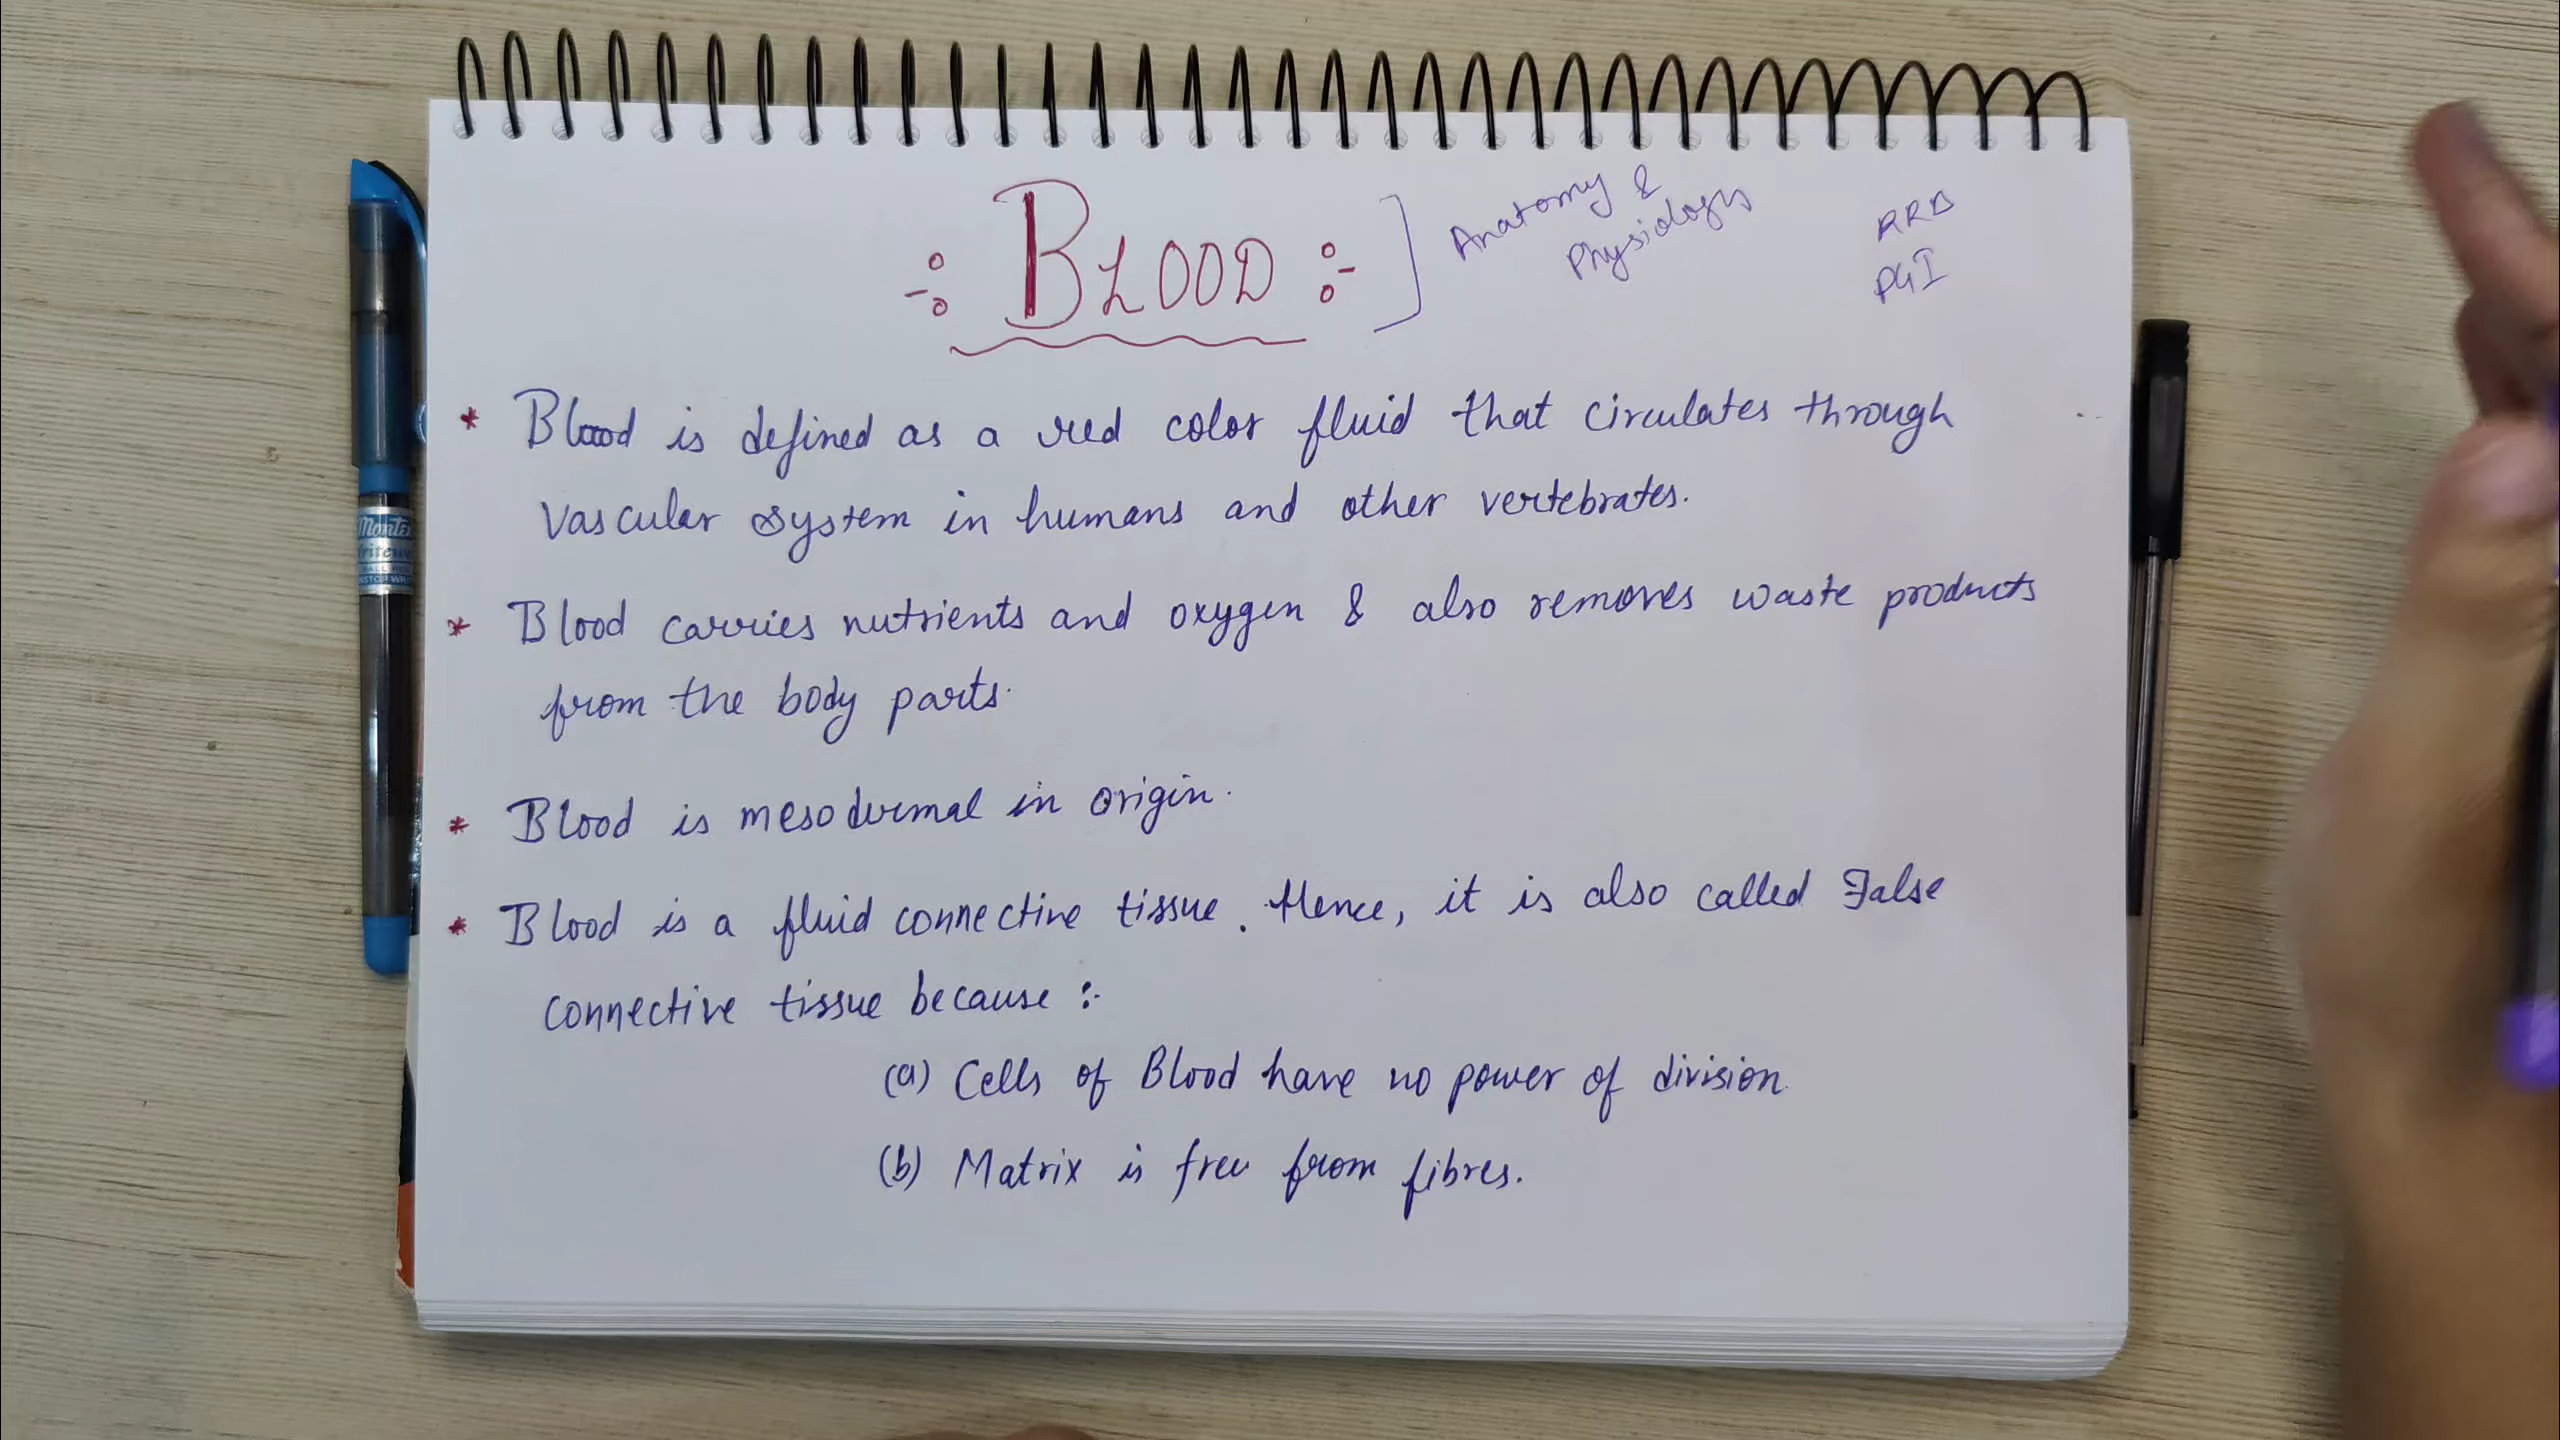 -: BLOOD :-
Anatomy &
Physiology
RRB
PGI
* Blood is defined as a red color fluid that circulates through
vascular system in humans and other vertebrates.
* Blood carries nutrients and oxygen & also removes waste products
from the body parts.
* Blood is mesodermal in origin.
* Blood is a fluid connective tissue. Hence, it is also called False
connective tissue because :-
(a) Cells of Blood have no power of division
(b) Matrix is free from fibres.